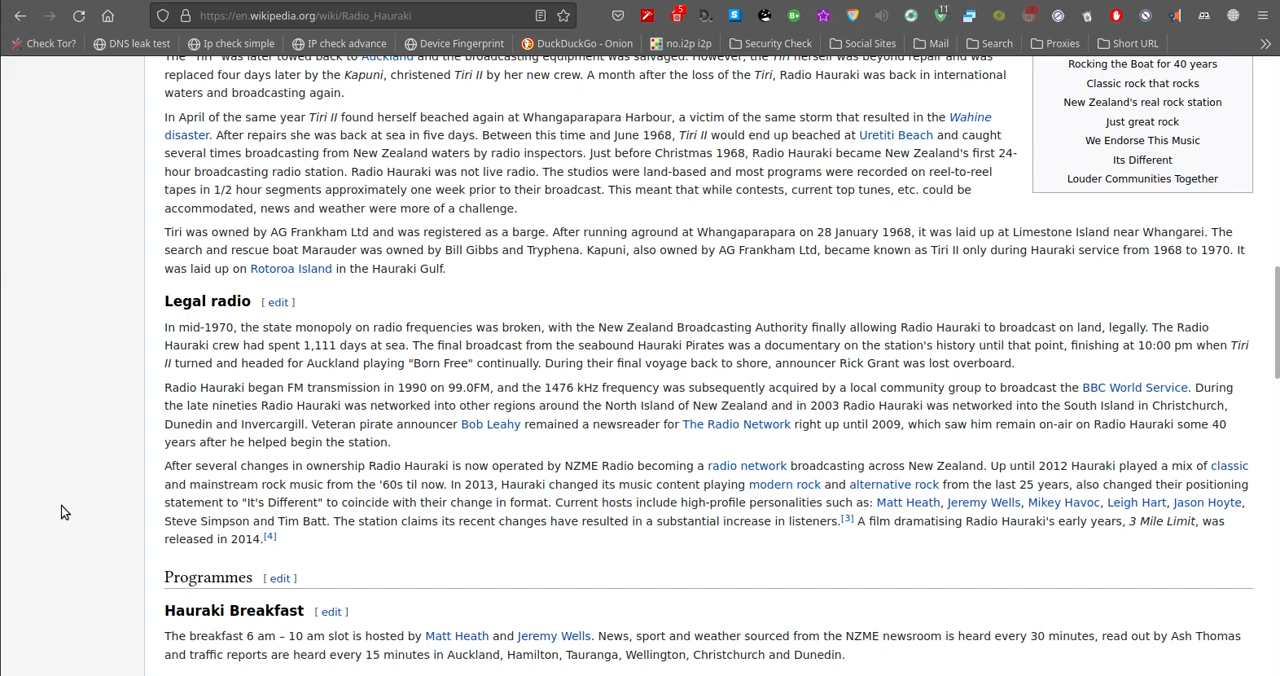 https://en.wikipedia.org/wiki/Radio_Hauraki
5
11
Check Tor?
DNS leak test
Ip check simple
IP check advance
Device Fingerprint
DuckDuckGo - Onion
no.i2p i2p
Security Check
Social Sites
Mail
Search
Proxies
Short URL
The "Tiri" was later towed back to Auckland and the broadcasting equipment was salvaged. However, the Tiri herself was beyond repair and was
replaced four days later by the Kapuni, christened Tiri II by her new crew. A month after the loss of the Tiri, Radio Hauraki was back in international
waters and broadcasting again.
In April of the same year Tiri II found herself beached again at Whangaparapara Harbour, a victim of the same storm that resulted in the Wahine
disaster. After repairs she was back at sea in five days. Between this time and June 1968, Tiri II would end up beached at Uretiti Beach and caught
several times broadcasting from New Zealand waters by radio inspectors. Just before Christmas 1968, Radio Hauraki became New Zealand's first 24-
hour broadcasting radio station. Radio Hauraki was not live radio. The studios were land-based and most programs were recorded on reel-to-reel
tapes in 1/2 hour segments approximately one week prior to their broadcast. This meant that while contests, current top tunes, etc. could be
accommodated, news and weather were more of a challenge.
Rocking the Boat for 40 years
Classic rock that rocks
New Zealand's real rock station
Just great rock
We Endorse This Music
Its Different
Louder Communities Together
Tiri was owned by AG Frankham Ltd and was registered as a barge. After running aground at Whangaparapara on 28 January 1968, it was laid up at Limestone Island near Whangarei. The
search and rescue boat Marauder was owned by Bill Gibbs and Tryphena. Kapuni, also owned by AG Frankham Ltd, became known as Tiri II only during Hauraki service from 1968 to 1970. It
was laid up on Rotoroa Island in the Hauraki Gulf.
Legal radio [ edit ]
In mid-1970, the state monopoly on radio frequencies was broken, with the New Zealand Broadcasting Authority finally allowing Radio Hauraki to broadcast on land, legally. The Radio
Hauraki crew had spent 1,111 days at sea. The final broadcast from the seabound Hauraki Pirates was a documentary on the station's history until that point, finishing at 10:00 pm when Tiri
II turned and headed for Auckland playing "Born Free" continually. During their final voyage back to shore, announcer Rick Grant was lost overboard.
Radio Hauraki began FM transmission in 1990 on 99.0FM, and the 1476 kHz frequency was subsequently acquired by a local community group to broadcast the BBC World Service. During
the late nineties Radio Hauraki was networked into other regions around the North Island of New Zealand and in 2003 Radio Hauraki was networked into the South Island in Christchurch,
Dunedin and Invercargill. Veteran pirate announcer Bob Leahy remained a newsreader for The Radio Network right up until 2009, which saw him remain on-air on Radio Hauraki some 40
years after he helped begin the station.
After several changes in ownership Radio Hauraki is now operated by NZME Radio becoming a radio network broadcasting across New Zealand. Up until 2012 Hauraki played a mix of classic
and mainstream rock music from the '60s til now. In 2013, Hauraki changed its music content playing modern rock and alternative rock from the last 25 years, also changed their positioning
statement to "It's Different" to coincide with their change in format. Current hosts include high-profile personalities such as: Matt Heath, Jeremy Wells, Mikey Havoc, Leigh Hart, Jason Hoyte,
Steve Simpson and Tim Batt. The station claims its recent changes have resulted in a substantial increase in listeners.[3] A film dramatising Radio Hauraki's early years, 3 Mile Limit, was
released in 2014.[4]
Programmes [ edit ]
Hauraki Breakfast [ edit ]
The breakfast 6 am – 10 am slot is hosted by Matt Heath and Jeremy Wells. News, sport and weather sourced from the NZME newsroom is heard every 30 minutes, read out by Ash Thomas
and traffic reports are heard every 15 minutes in Auckland, Hamilton, Tauranga, Wellington, Christchurch and Dunedin.